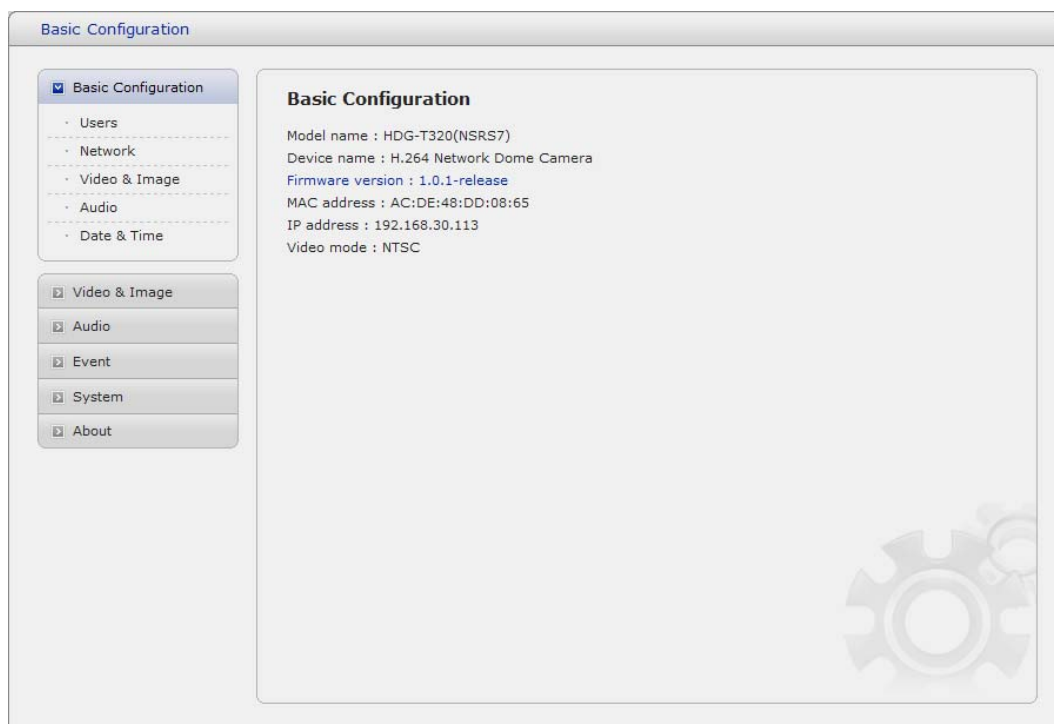 Basic Configuration
Basic Configuration
Users
Network
Video & Image
Audio
Date & Time
Video & Image
Audio
Event
System
About
Basic Configuration
Model name : HDG-T320(NSRS7)
Device name : H.264 Network Dome Camera
Firmware version : 1.0.1-release
MAC address : AC:DE:48:DD:08:65
IP address : 192.168.30.113
Video mode : NTSC